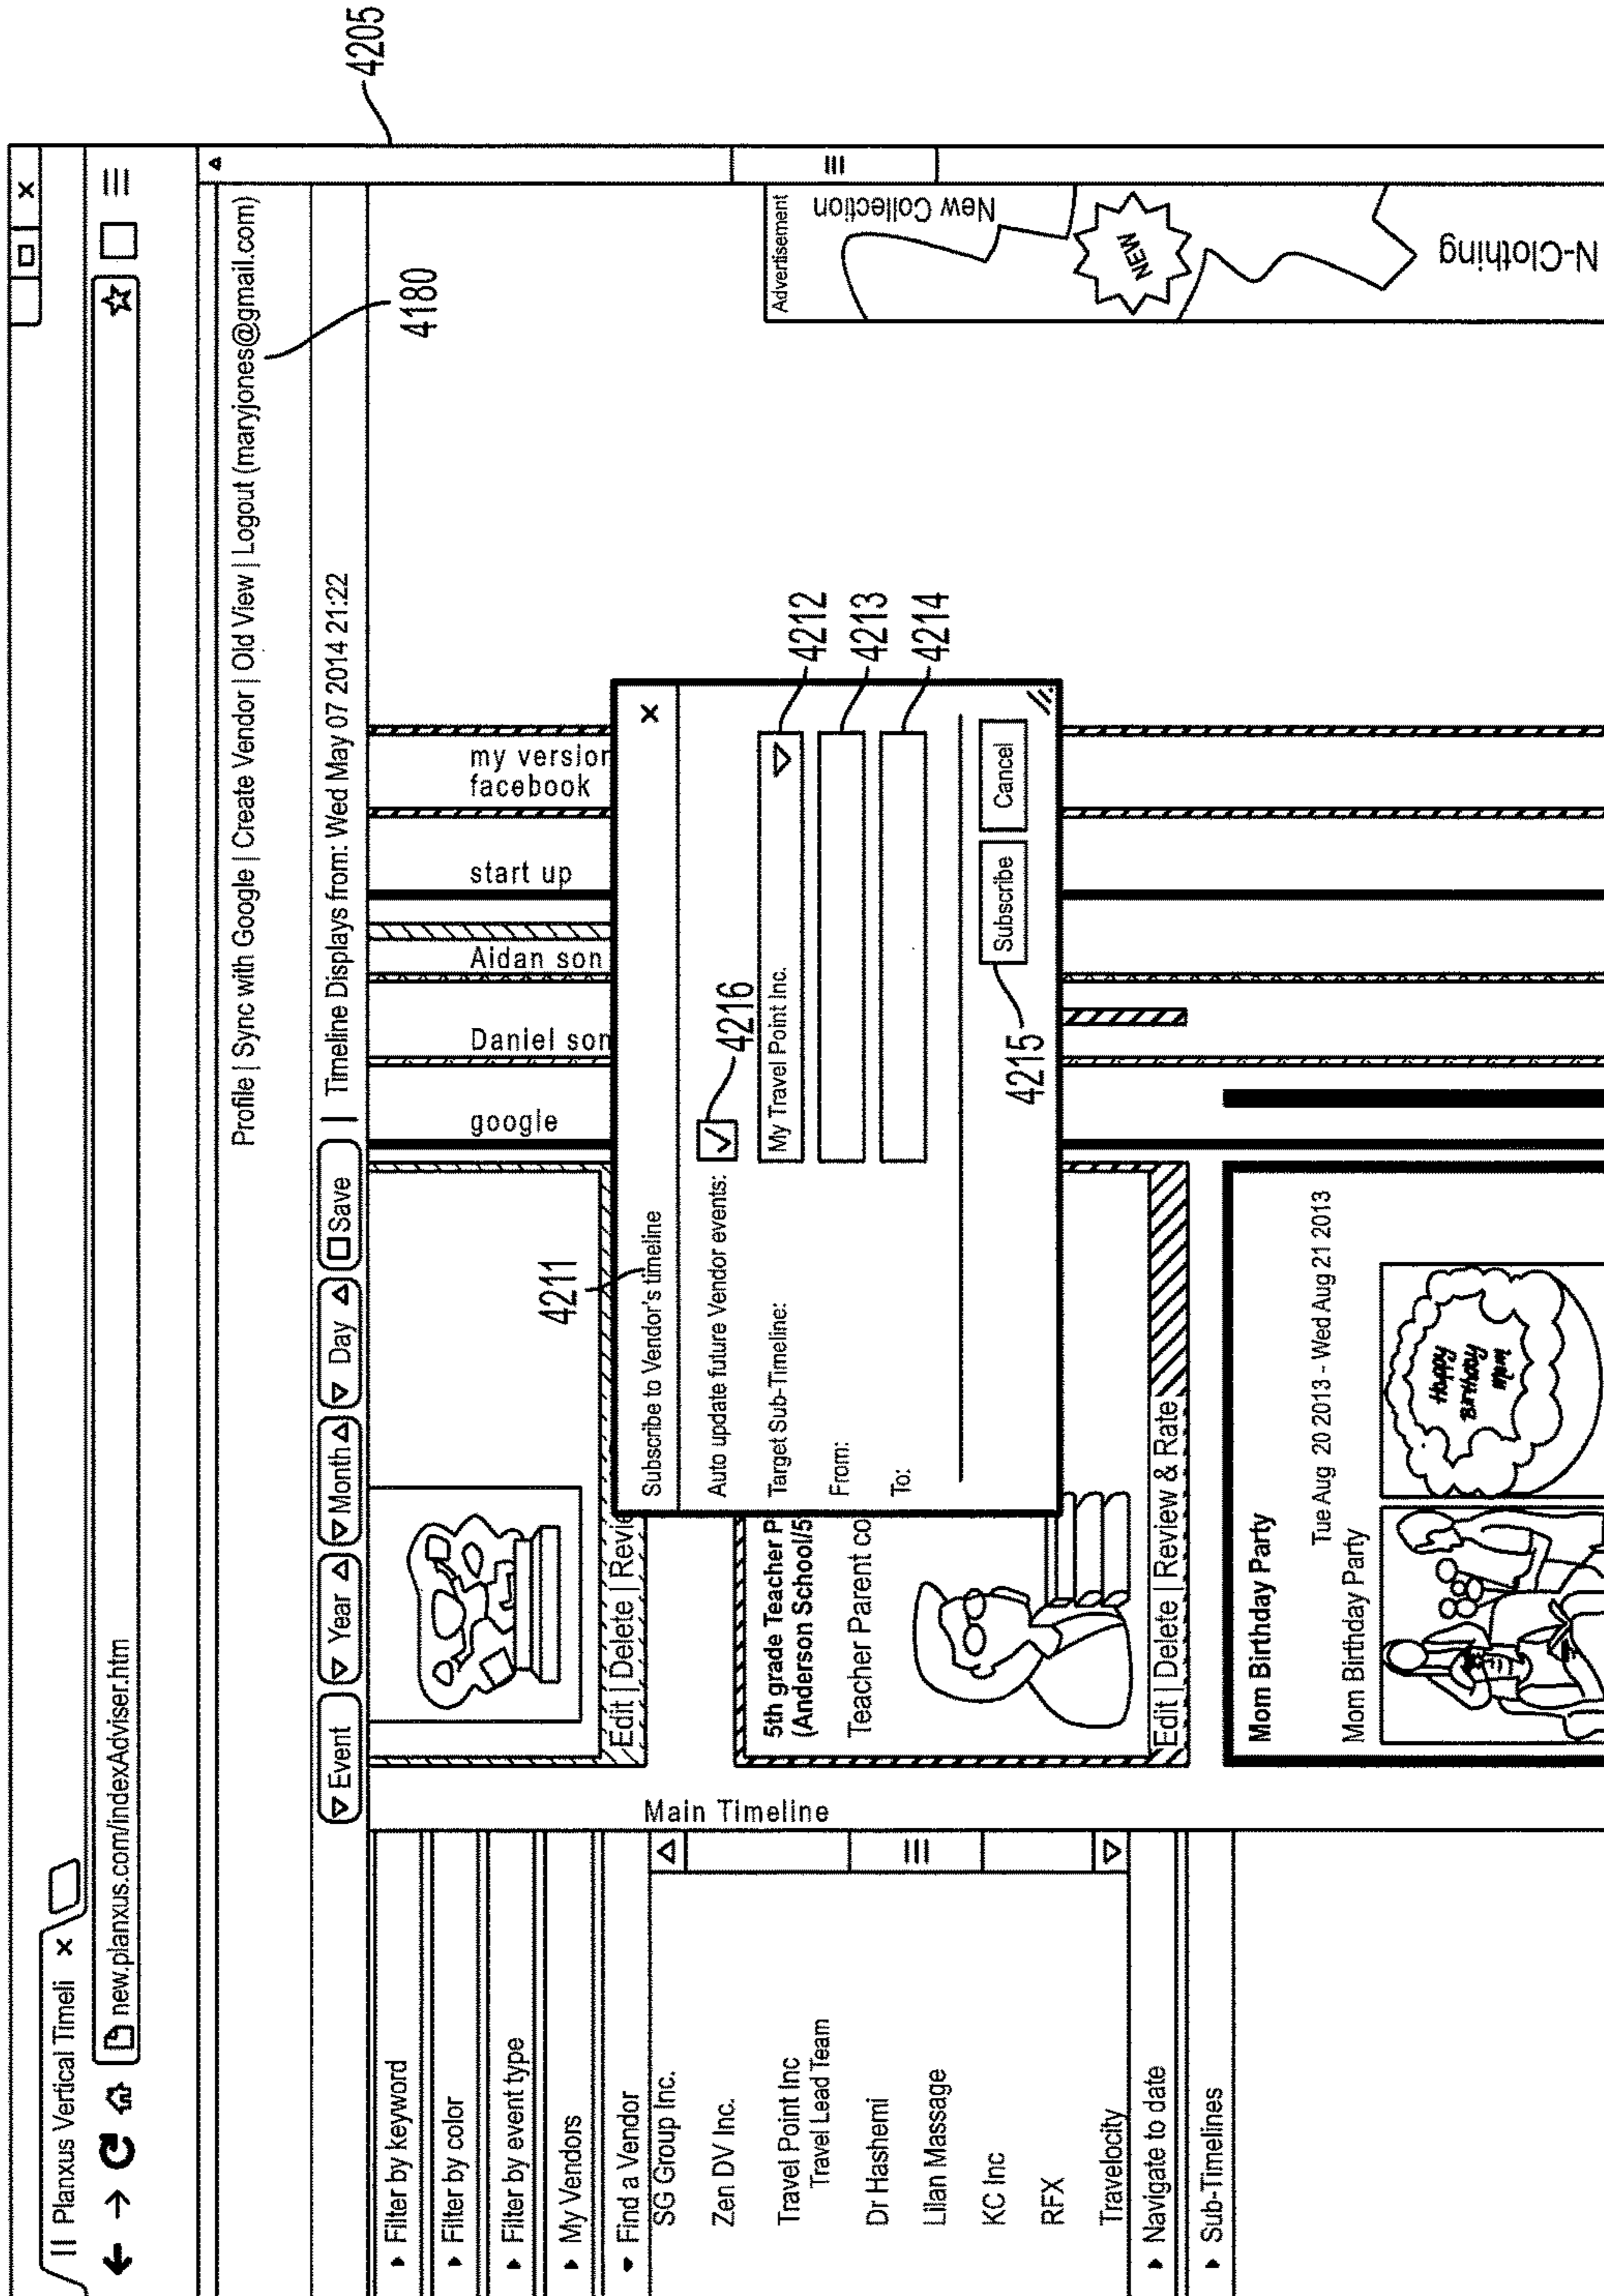 || Planxus Vertical Timeli x
new.planxus.com/indexAdviser.htm
Profile | Sync with Google | Create Vendor | Old View | Logout (maryjones@gmail.com)
4180
4205
Event
Year
Month
Day
Save
Timeline Displays from: Wed May 07 2014 21:22
Filter by keyword
Filter by color
Filter by event type
My Vendors
Find a Vendor
SG Group Inc.
Zen DV Inc.
Travel Point Inc
Travel Lead Team
Dr Hashemi
Lilan Massage
KC Inc
RFX
Travelocity
Navigate to date
Sub-Timelines
Main Timeline
Edit | Delete | Revie
5th grade Teacher P
(Anderson School/5
Teacher Parent co
Edit | Delete | Review & Rate
Mom Birthday Party
Tue Aug 20 2013 - Wed Aug 21 2013
Mom Birthday Party
Happy
Birthday
google
Daniel son
Aidan son
start up
my version
facebook
4211
Subscribe to Vendor's timeline
x
Auto update future Vendor events:
4216
Target Sub-Timeline:
My Travel Point Inc.
4212
From:
4213
To:
4214
Subscribe
Cancel
4215
Advertisement
New Collection
NEW
N-Clothing